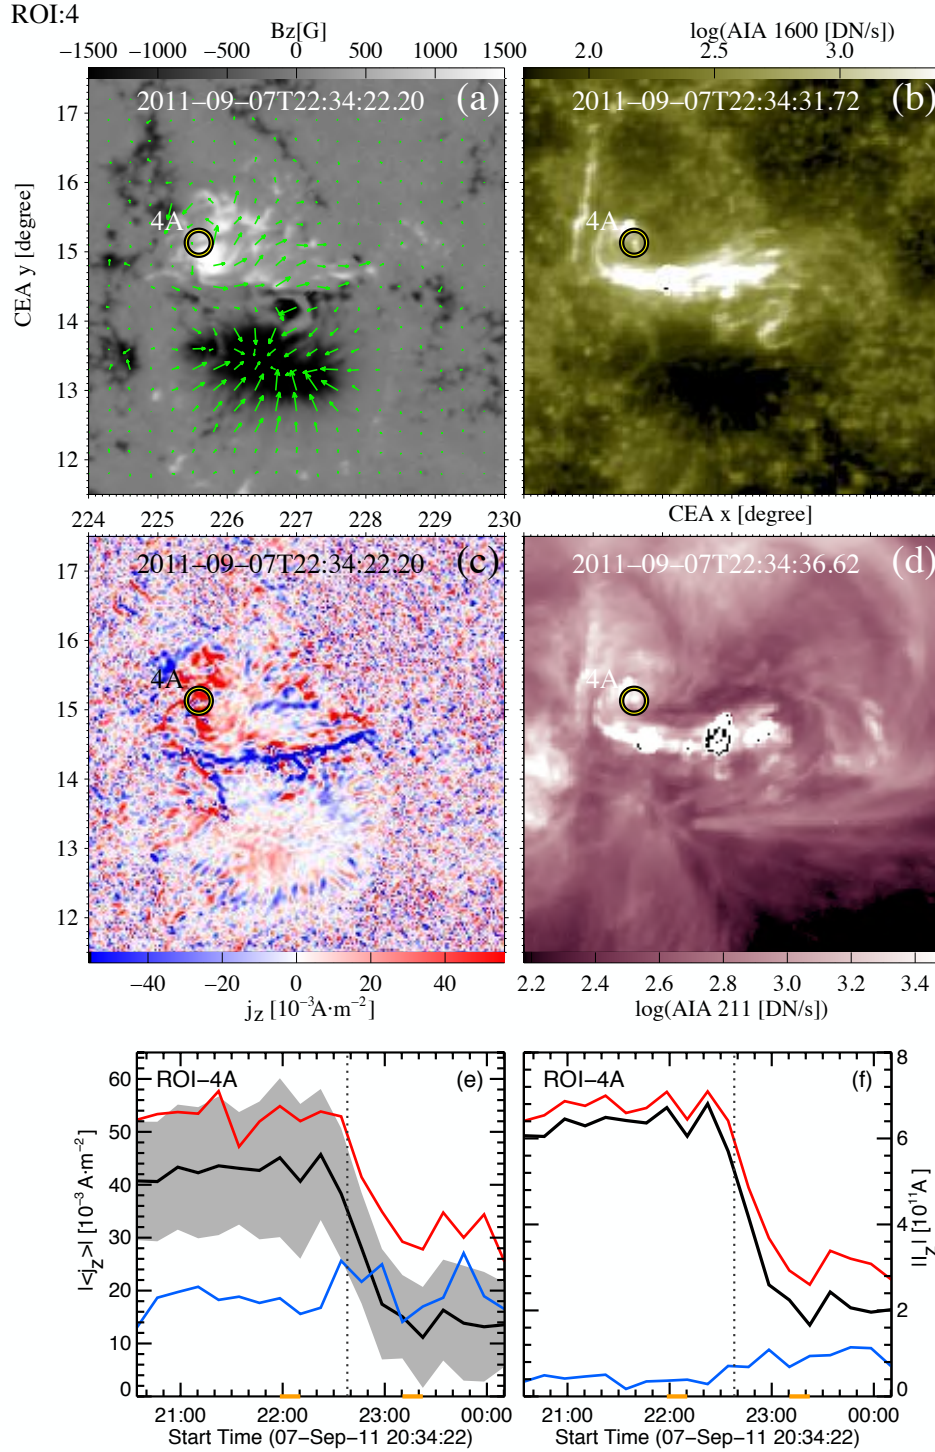 ROI:4
Bz[G]
log(AIA 1600 [DN/s])
−1500 −1000 −500 0 500 1000 1500
2.0 2.5 3.0
2011−09−07T22:34:22.20 (a)
2011−09−07T22:34:31.72 (b)
17
16
15
14
13
12
CEA y [degree]
4A
4A
224 225 226 227 228 229 230
CEA x [degree]
2011−09−07T22:34:22.20 (c)
2011−09−07T22:34:36.62 (d)
17
16
15
14
13
12
4A
4A
−40 −20 0 20 40
jz [10−3A·m−2]
2.2 2.4 2.6 2.8 3.0 3.2 3.4
log(AIA 211 [DN/s])
ROI−4A (e)
ROI−4A (f)
60
50
40
30
20
10
0
|<jz>| [10−3 A·m−2]
8
6
4
2
0
|Iz| [1011A]
21:00 22:00 23:00 00:00
Start Time (07−Sep−11 20:34:22)
21:00 22:00 23:00 00:00
Start Time (07−Sep−11 20:34:22)